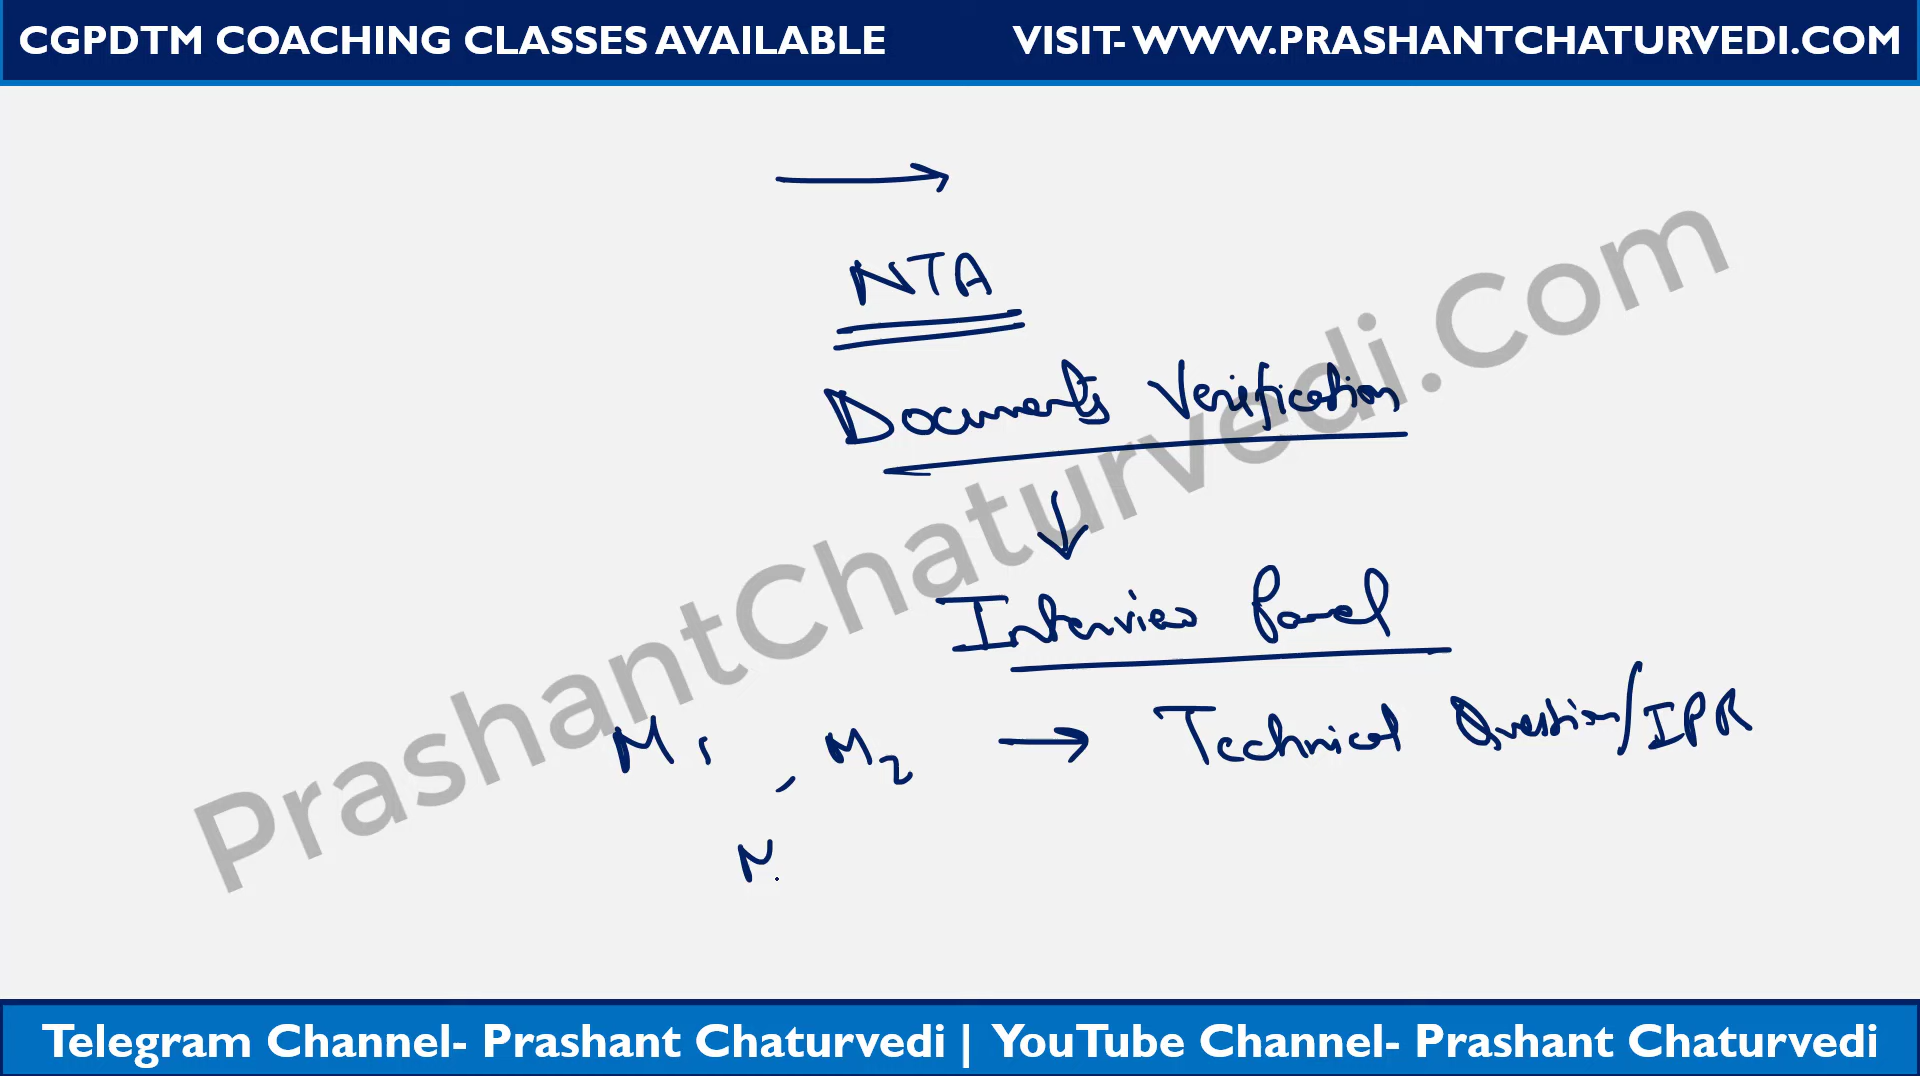 CGPDTM COACHING CLASSES AVAILABLE VISIT- WWW.PRASHANTCHATURVEDI.COM
NTA
Documents Verification
Interview Panel
M1, M2 → Technical Question/IPR
M
PrashantChaturvedi.Com
Telegram Channel- Prashant Chaturvedi | YouTube Channel- Prashant Chaturvedi